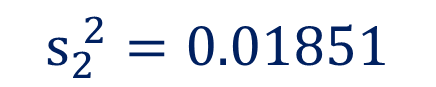 s₂² = 0.01851